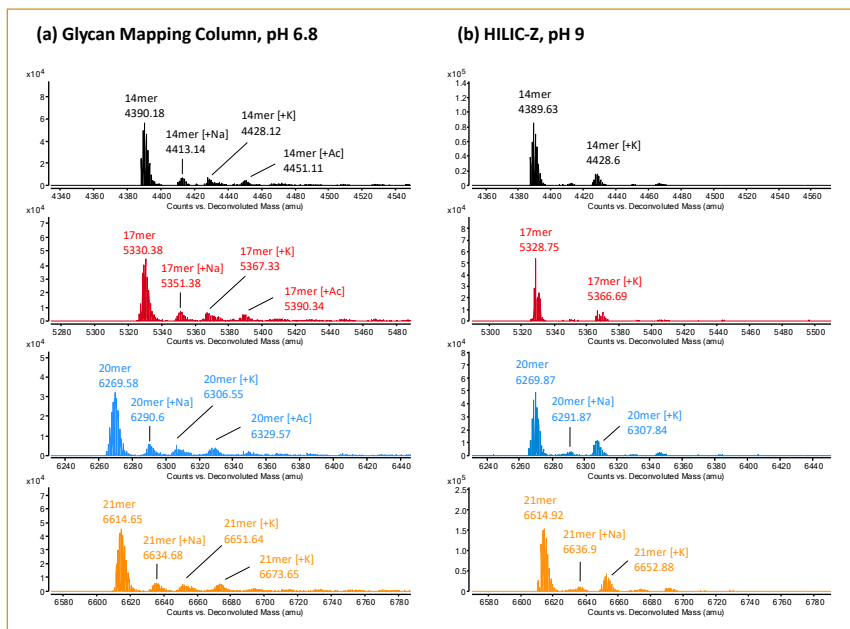 (a) Glycan Mapping Column, pH 6.8
x10 4
8
6
4
2
0
14mer
4390.18
14mer [+Na]
4413.14
14mer [+K]
4428.12
14mer [+Ac]
4451.11
4340 4360 4380 4400 4420 4440 4460 4480 4500 4520 4540
Counts vs. Deconvoluted Mass (amu)
x10 4
5
4
3
2
1
0
17mer
5330.38
17mer [+Na]
5351.38
17mer [+K]
5367.33
17mer [+Ac]
5390.34
5280 5300 5320 5340 5360 5380 5400 5420 5440 5460 5480
Counts vs. Deconvoluted Mass (amu)
x10 4
5
4
3
2
1
0
20mer
6269.58
20mer [+Na]
6290.6
20mer [+K]
6306.55
20mer [+Ac]
6329.57
6240 6260 6280 6300 6320 6340 6360 6380 6400 6420 6440
Counts vs. Deconvoluted Mass (amu)
x10 4
8
6
4
2
0
21mer
6614.65
21mer [+Na]
6634.68
21mer [+K]
6651.64
21mer [+K]
6673.65
6580 6600 6620 6640 6660 6680 6700 6720 6740 6760 6780
Counts vs. Deconvoluted Mass (amu)
(b) HILIC-Z, pH 9
x10 5
1.4
1.2
1.0
0.8
0.6
0.4
0.2
0
14mer
4389.63
14mer [+K]
4428.6
4360 4380 4400 4420 4440 4460 4480 4500 4520 4540 4560
Counts vs. Deconvoluted Mass (amu)
x10 4
8
7
6
5
4
3
2
1
0
17mer
5328.75
17mer [+K]
5366.69
5300 5320 5340 5360 5380 5400 5420 5440 5460 5480 5500
Counts vs. Deconvoluted Mass (amu)
x10 4
8
7
6
5
4
3
2
1
0
20mer
6269.87
20mer [+Na]
6291.87
20mer [+K]
6307.84
6240 6260 6280 6300 6320 6340 6360 6380 6400 6420 6440
Counts vs. Deconvoluted Mass (amu)
x10 5
2.5
2.0
1.5
1.0
0.5
0
21mer
6614.92
21mer [+Na]
6636.9
21mer [+K]
6652.88
6580 6600 6620 6640 6660 6680 6700 6720 6740 6760 6780
Counts vs. Deconvoluted Mass (amu)